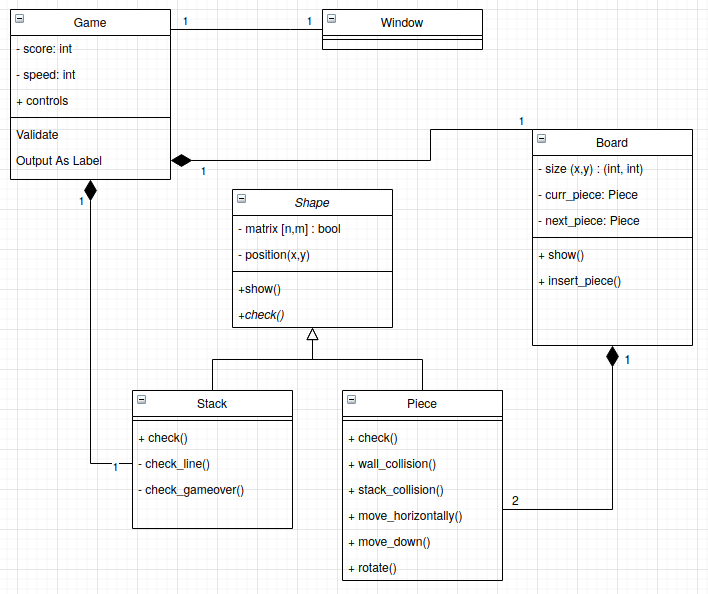 Game
- score: int
- speed: int
+ controls
Validate
Output As Label
1
1
Window
1
1
Board
- size (x,y) : (int, int)
- curr_piece: Piece
- next_piece: Piece
+ show()
+ insert_piece()
1
Shape
- matrix [n,m] : bool
- position(x,y)
+show()
+check()
1
Stack
+ check()
- check_line()
- check_gameover()
1
Piece
+ check()
+ wall_collision()
+ stack_collision()
+ move_horizontally()
+ move_down()
+ rotate()
2